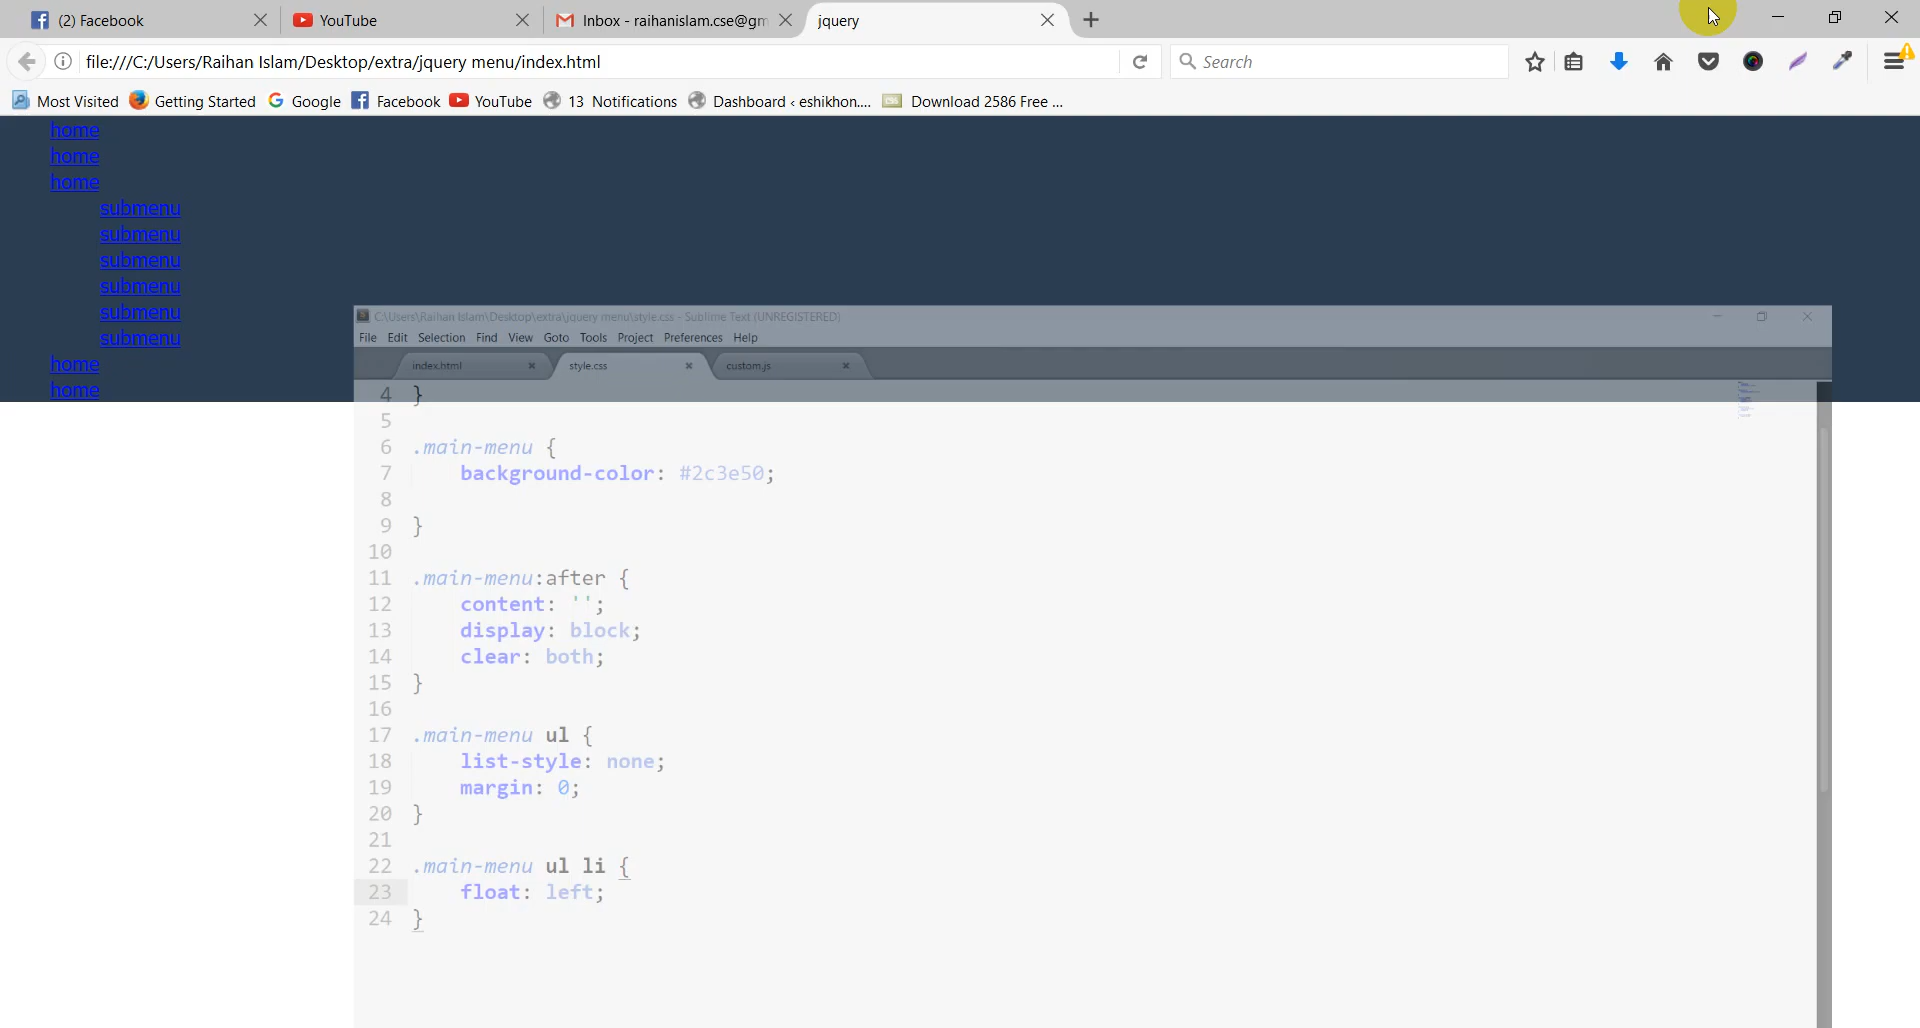 (2) Facebook
YouTube
Inbox - raihanislam.cse@gm
jquery
file:///C:/Users/Raihan Islam/Desktop/extra/jquery menu/index.html
Search
Most Visited
Getting Started
Google
Facebook
YouTube
13 Notifications
Dashboard ‹ eshikhon....
Download 2586 Free ...
home
home
home
submenu
submenu
submenu
submenu
submenu
submenu
home
home
C:\Users\Raihan Islam\Desktop\extra\jquery menu\style.css - Sublime Text (UNREGISTERED)
File Edit Selection Find View Goto Tools Project Preferences Help
index.html
style.css
custom.js
4 }
5
6 .main-menu {
7 background-color: #2c3e50;
8
9 }
10
11 .main-menu:after {
12 content: '';
13 display: block;
14 clear: both;
15 }
16
17 .main-menu ul {
18 list-style: none;
19 margin: 0;
20 }
21
22 .main-menu ul li {
23 float: left;
24 }